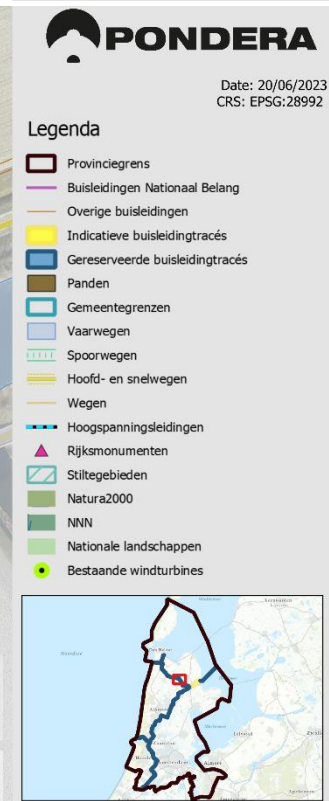 PONDERA
Date: 20/06/2023
CRS: EPSG:28992
Legenda
Provinciegrens
Buisleidingen Nationaal Belang
Overige buisleidingen
Indicatieve buisleidingtracés
Gereserveerde buisleidingtracés
Panden
Gemeentegrenzen
Vaarwegen
Spoorwegen
Hoofd- en snelwegen
Wegen
Hoogspanningsleidingen
Rijksmonumenten
Stiltegebieden
Natura2000
NNN
Nationale landschappen
Bestaande windturbines